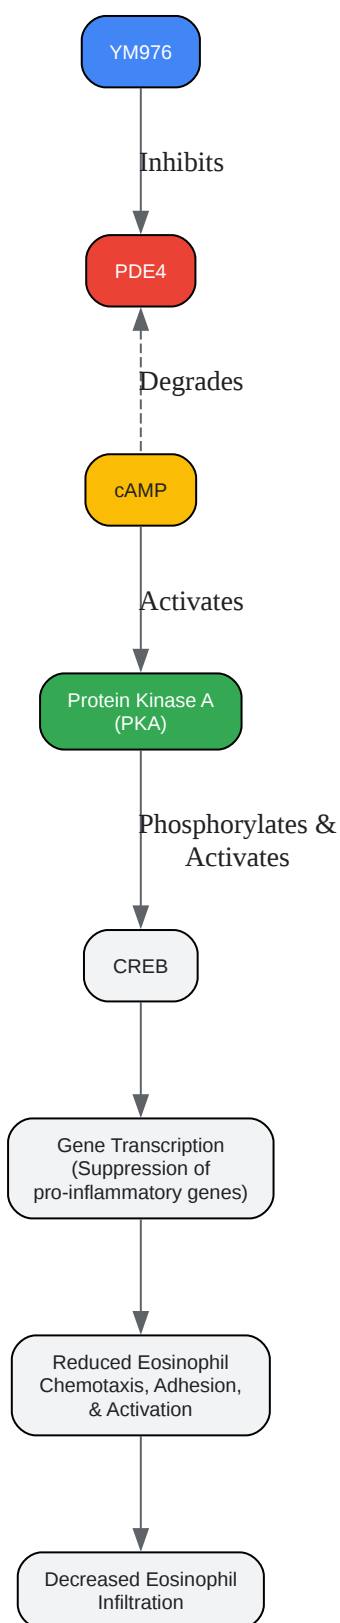 YM976
Inhibits
PDE4
Degrades
cAMP
Activates
Protein Kinase A
(PKA)
Phosphorylates &
Activates
CREB
Gene Transcription
(Suppression of
pro-inflammatory genes)
Reduced Eosinophil
Chemotaxis, Adhesion,
& Activation
Decreased Eosinophil
Infiltration